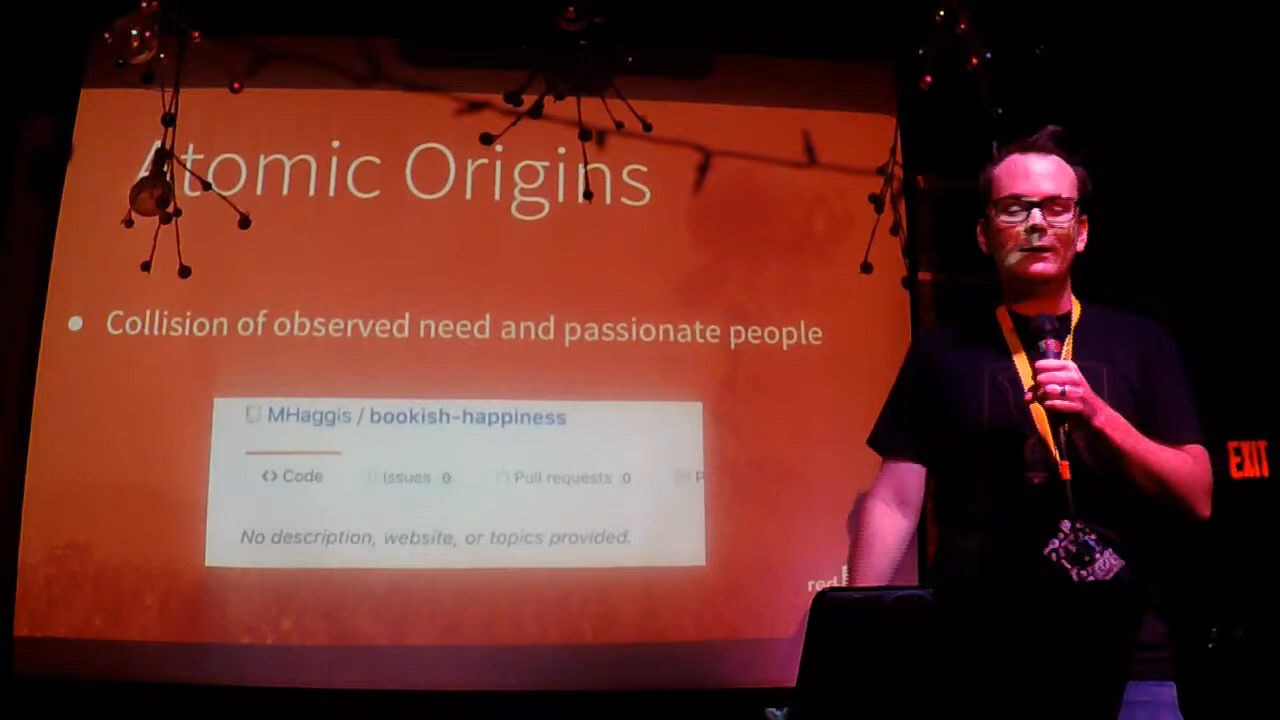 Atomic Origins
Collision of observed need and passionate people
MHaggis / bookish-happiness
<> Code Issues 0 Pull requests 0 P
No description, website, or topics provided.
red
EXIT